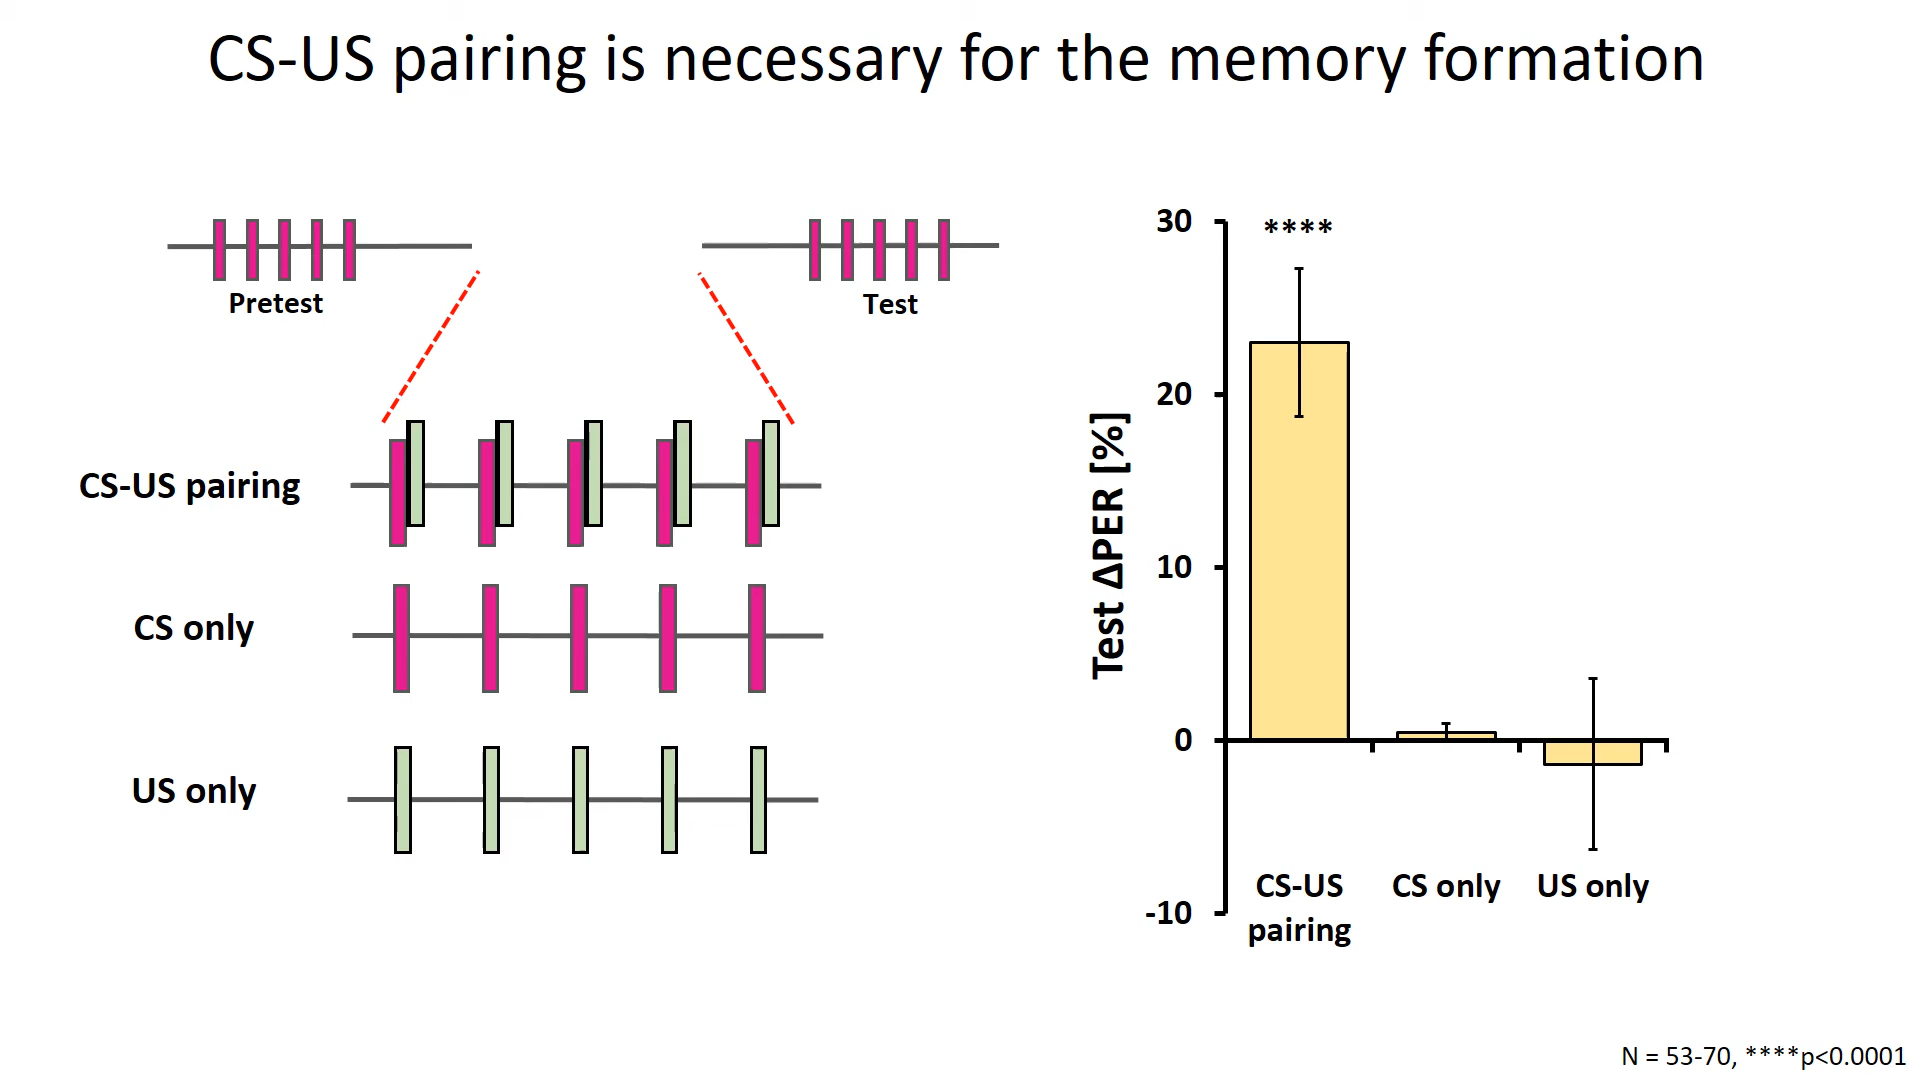 CS-US pairing is necessary for the memory formation
Pretest
Test
CS-US pairing
CS only
US only
Test ΔPER [%]
30
20
10
0
-10
****
CS-US
pairing
CS only
US only
N = 53-70, ****p<0.0001